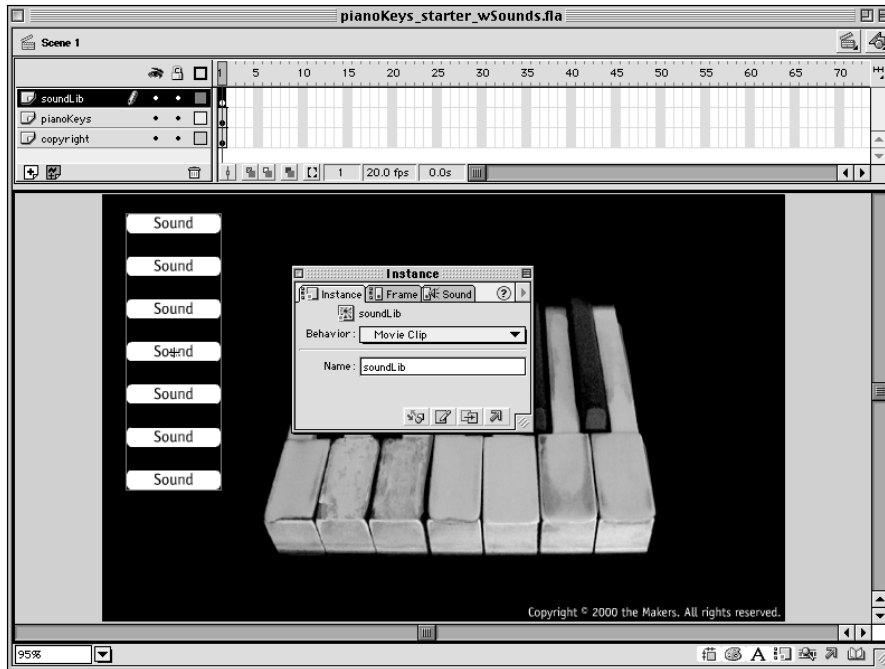 pianoKeys_starter_wSounds.fla
Scene 1
1 5 10 15 20 25 30 35 40 45 50 55 60 65 70
soundLib
pianoKeys
copyright
1 20.0 fps 0.0s
Sound
Sound
Sound
Sound
Sound
Sound
Sound
Instance
Instance Frame Sound ?
soundLib
Behavior: Movie Clip
Name: soundLib
Copyright © 2000 the Makers. All rights reserved.
95%